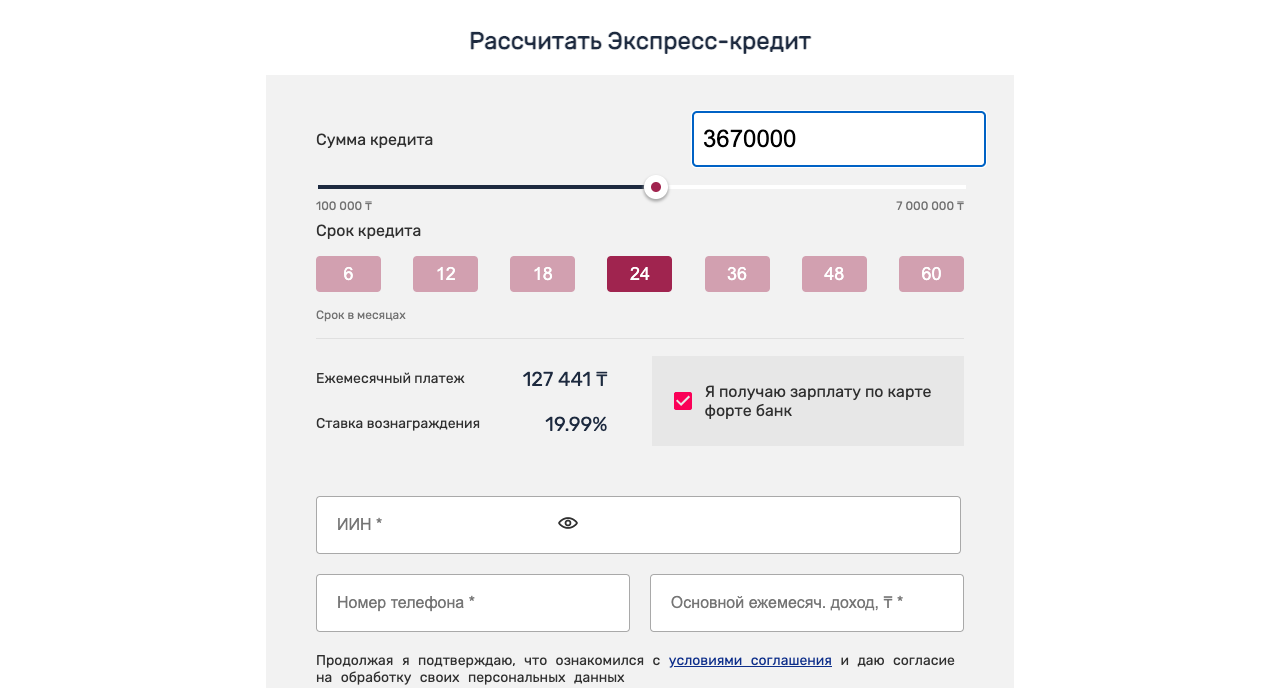 Рассчитать Экспресс-кредит
Сумма кредита
3670000
100 000 ₸
7 000 000 ₸
Срок кредита
6 12 18 24 36 48 60
Срок в месяцах
Ежемесячный платеж
127 441 ₸
Ставка вознаграждения
19.99%
Я получаю зарплату по карте
форте банк
ИИН *
Номер телефона *
Основной ежемесяч. доход, ₸ *
Продолжая я подтверждаю, что ознакомился с условиями соглашения и даю согласие
на обработку своих персональных данных